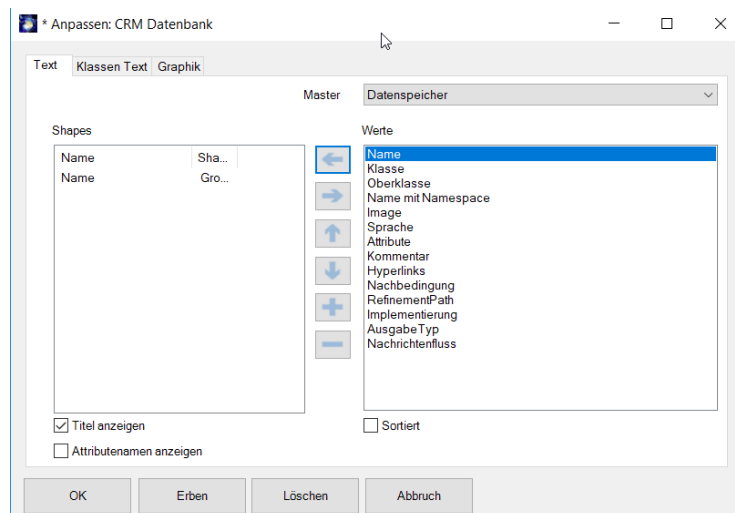 * Anpassen: CRM Datenbank
Text Klassen Text Graphik
Master Datenspeicher
Shapes
Name Sha...
Name Gro...
Werte
Name
Klasse
Oberklasse
Name mit Namespace
Image
Sprache
Attribute
Kommentar
Hyperlinks
Nachbedingung
RefinementPath
Implementierung
AusgabeTyp
Nachrichtenfluss
Titel anzeigen
Sortiert
Attributenamen anzeigen
OK Erben Löschen Abbruch